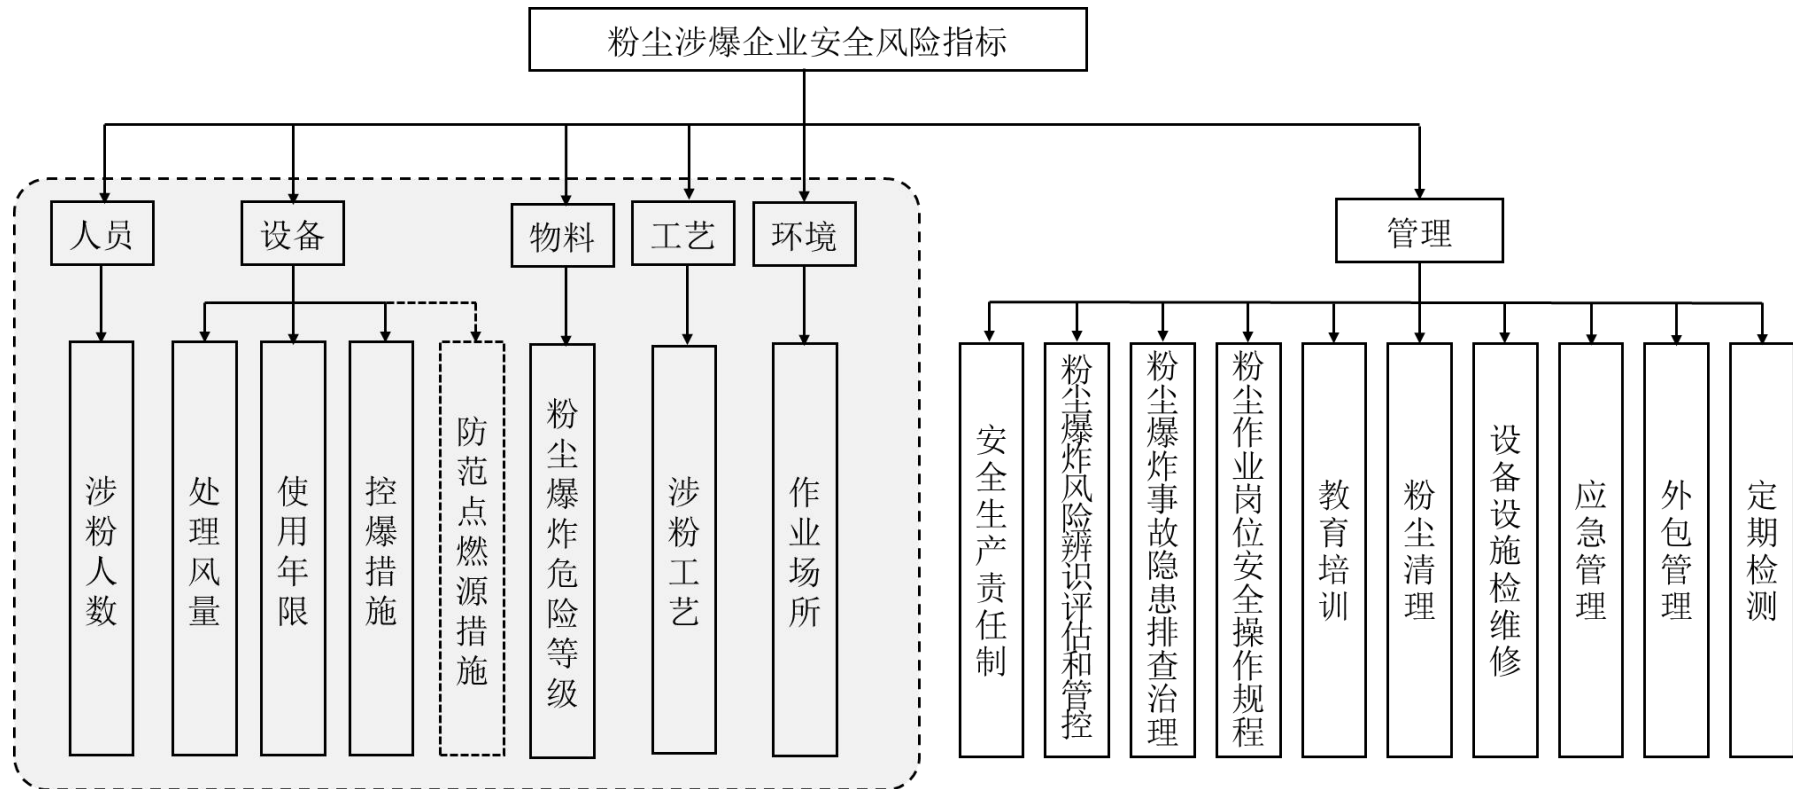 粉尘涉爆企业安全风险指标
人员
设备
物料
工艺
环境
管理
涉粉人数
处理风量
使用年限
控爆措施
防范点燃源措施
粉尘爆炸危险等级
涉粉工艺
作业场所
安全生产责任制
粉尘爆炸风险辨识评估和管控
粉尘爆炸事故隐患排查治理
粉尘作业岗位安全操作规程
教育培训
粉尘清理
设备设施检维修
应急管理
外包管理
定期检测